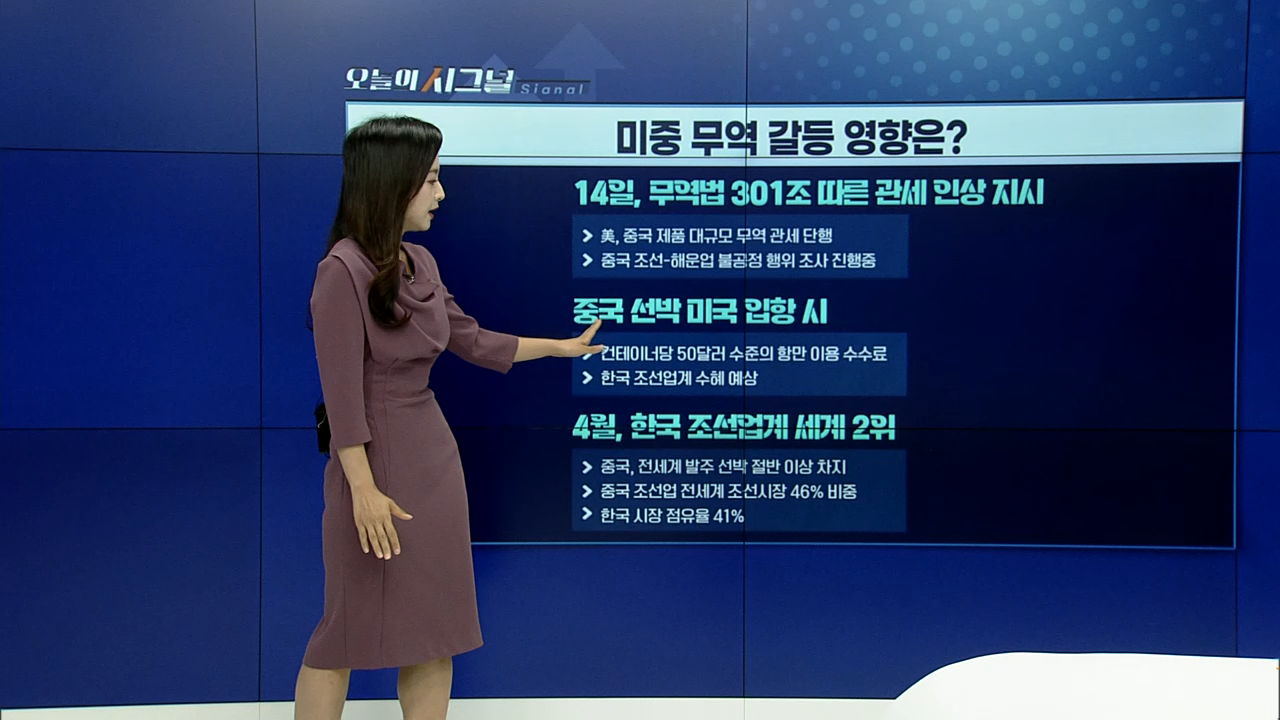 오늘의 시그널 Signal
미중 무역 갈등 영향은?
14일, 무역법 301조 따른 관세 인상 지시
美, 중국 제품 대규모 무역 관세 단행
중국 조선-해운업 불공정 행위 조사 진행중
중국 선박 미국 입항 시
컨테이너당 50달러 수준의 항만 이용 수수료
한국 조선업계 수혜 예상
4월, 한국 조선업계 세계 2위
중국, 전세계 발주 선박 절반 이상 차지
중국 조선업 전세계 조선시장 46% 비중
한국 시장 점유율 41%